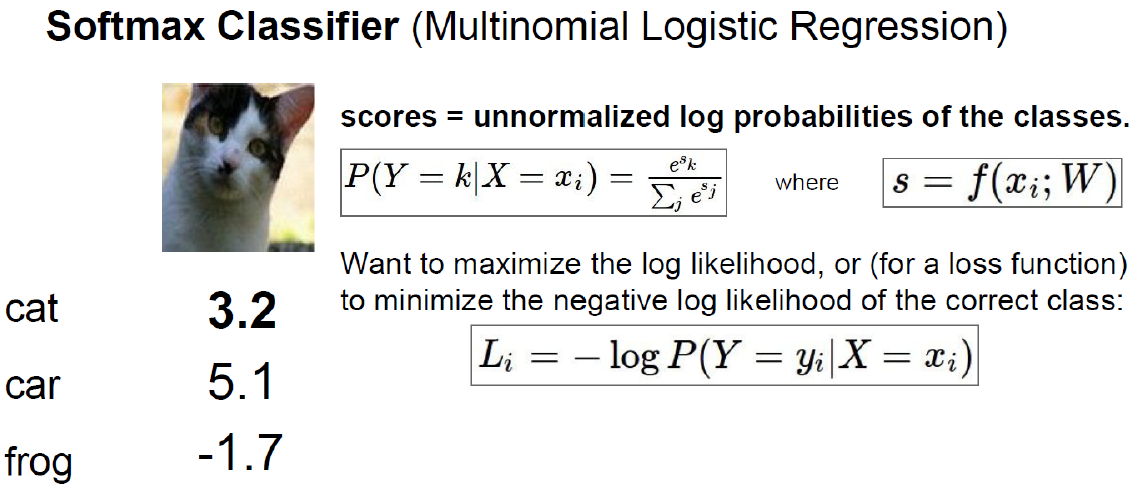 Softmax Classifier (Multinomial Logistic Regression)
scores = unnormalized log probabilities of the classes.
P(Y = k|X = x_i) = \frac{e^{s_k}}{\sum_j e^{s_j}} where s = f(x_i; W)
Want to maximize the log likelihood, or (for a loss function)
to minimize the negative log likelihood of the correct class:
L_i = − log P(Y = y_i|X = x_i)
cat 3.2
car 5.1
frog -1.7